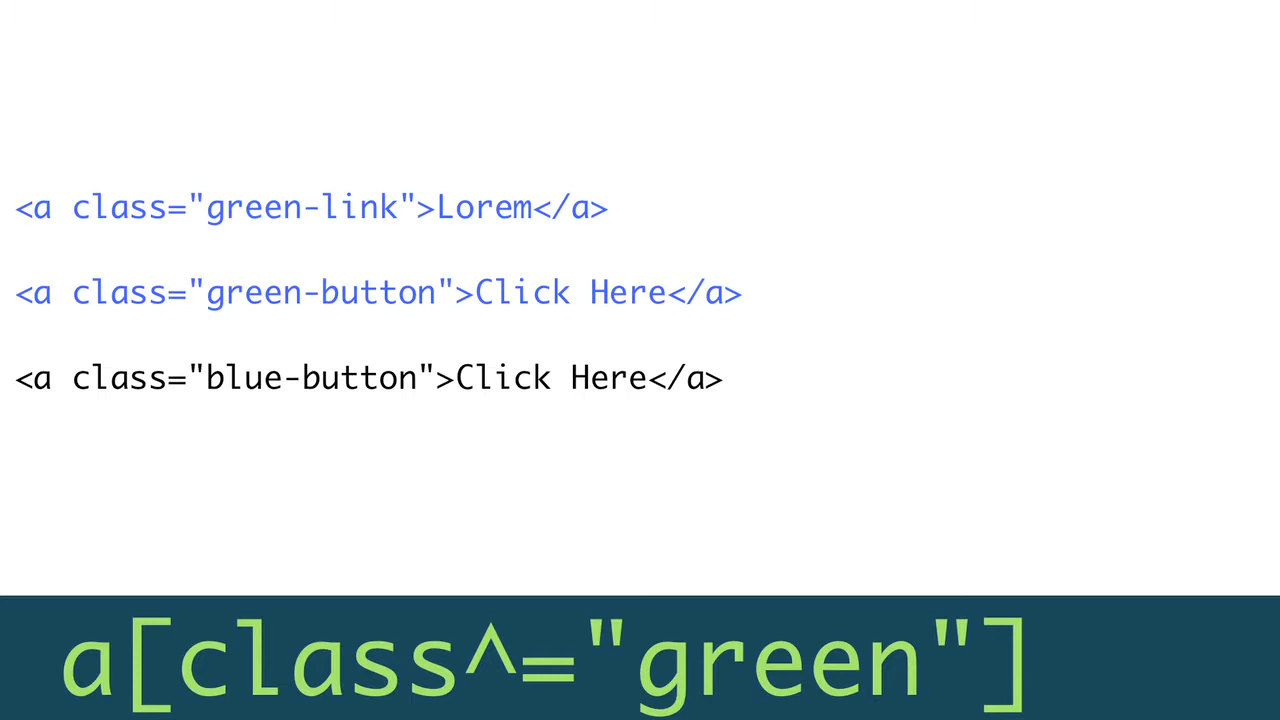 <a class="green-link">Lorem</a>
<a class="green-button">Click Here</a>
<a class="blue-button">Click Here</a>
a[class^="green"]